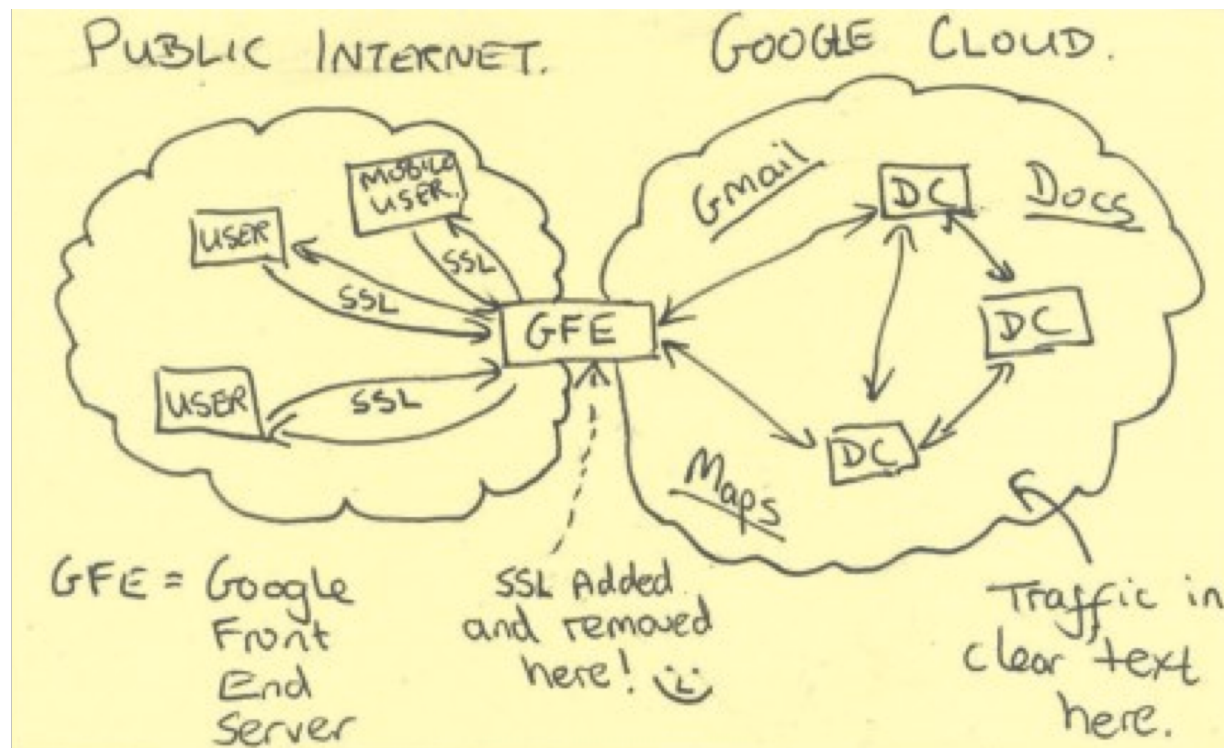 PUBLIC INTERNET.
GOOGLE CLOUD.
MOBILE
USER.
USER
SSL
SSL
USER
SSL
GFE
Gmail
DC
Docs
DC
DC
Maps
GFE = Google
Front
End
Server
SSL Added
and removed
here!
Traffic in
clear text
here.